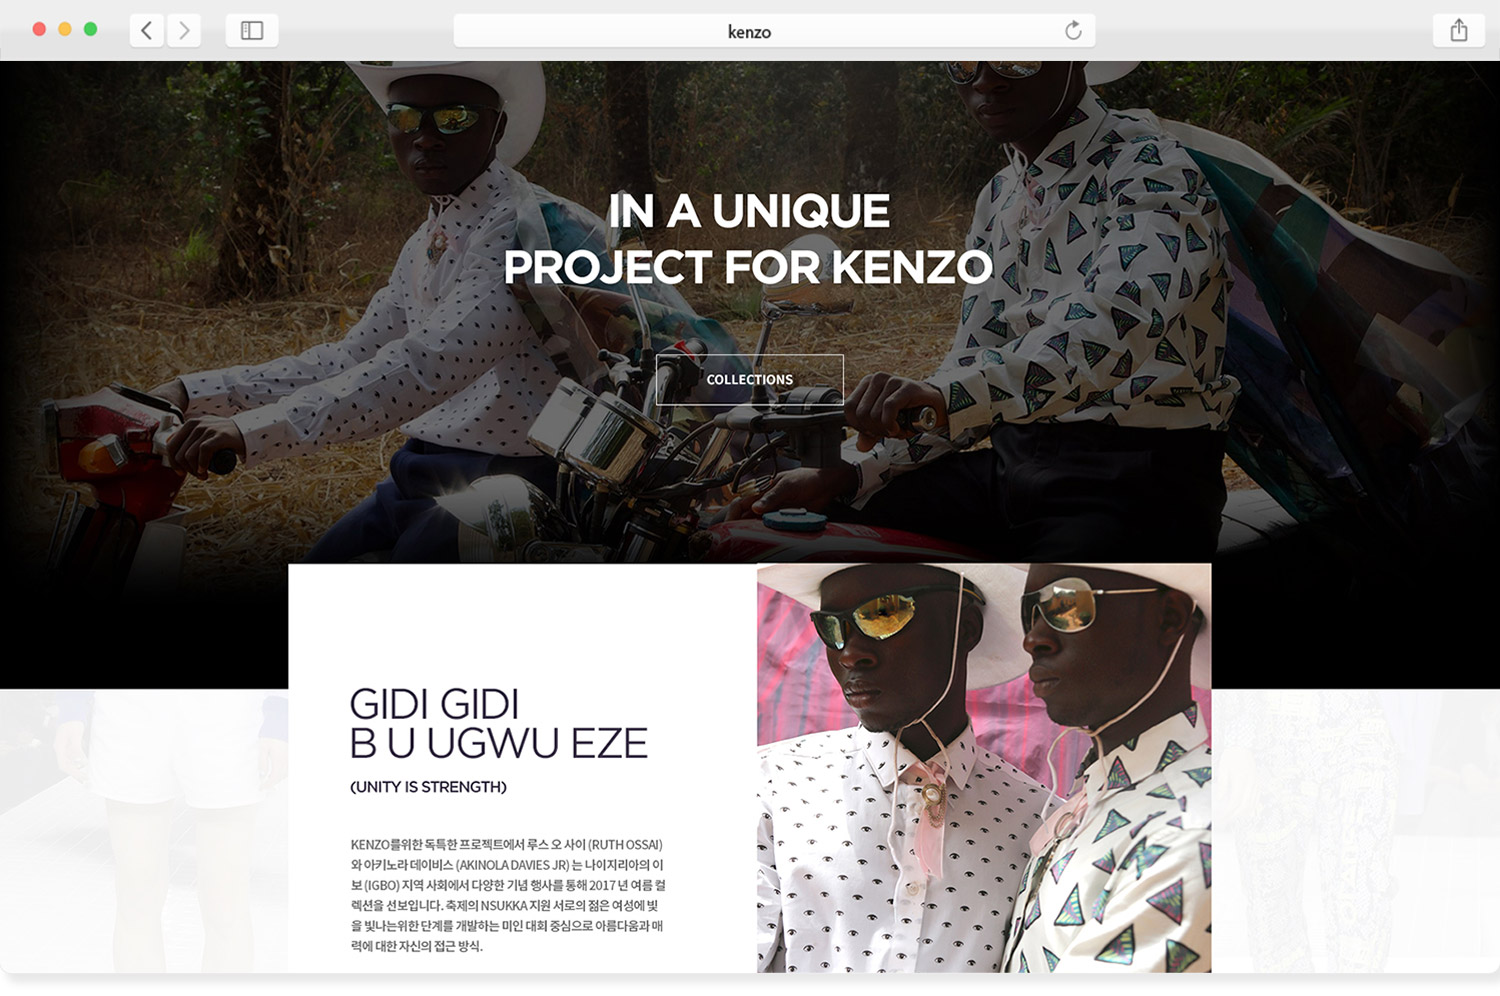 kenzo
IN A UNIQUE
PROJECT FOR KENZO
COLLECTIONS
GIDI GIDI
B U UGWU EZE
(UNITY IS STRENGTH)
KENZO를위한 독특한 프로젝트에서 루스 오 사이 (RUTH OSSAI)
와 아키노라 데이비스 (AKINOLA DAVIES JR) 는 나이지리아의 이
보 (IGBO) 지역 사회에서 다양한 기념 행사를 통해 2017 년 여름 컬
렉션을 선보입니다. 축제의 NSUKKA 지원 서로의 젊은 여성에 빛
을 빛나는위한 단계를 개발하는 미인 대회 중심으로 아름다움과 매
력에 대한 자신의 접근 방식.